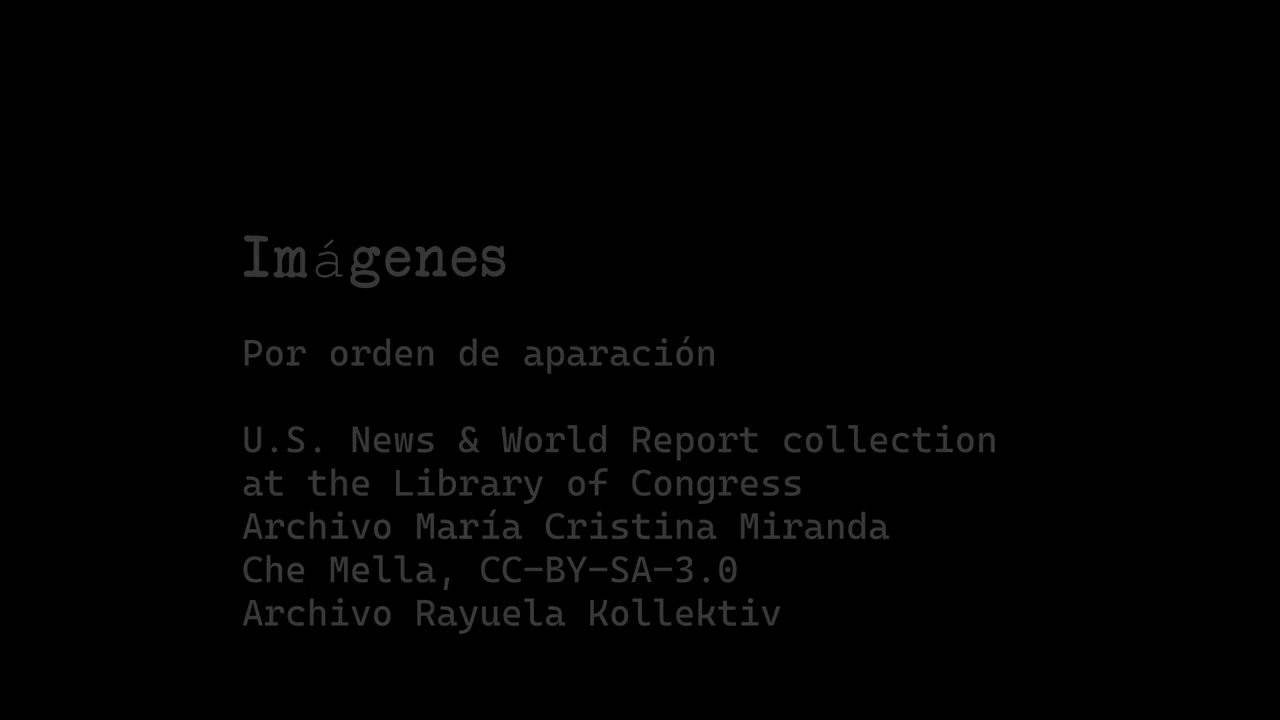 Imágenes
Por orden de aparación
U.S. News & World Report collection
at the Library of Congress
Archivo María Cristina Miranda
Che Mella, CC-BY-SA-3.0
Archivo Rayuela Kollektiv